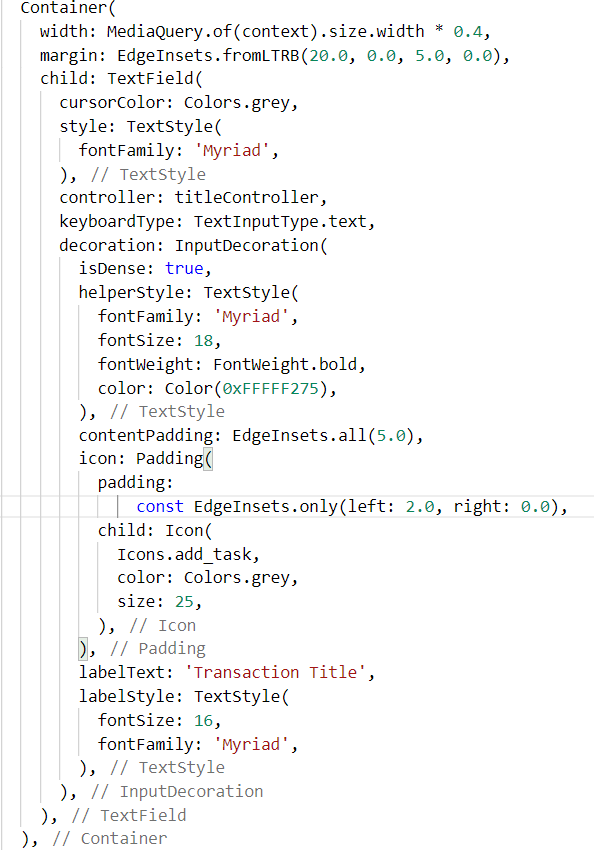 Container(
  width: MediaQuery.of(context).size.width * 0.4,
  margin: EdgeInsets.fromLTRB(20.0, 0.0, 5.0, 0.0),
  child: TextField(
    cursorColor: Colors.grey,
    style: TextStyle(
      fontFamily: 'Myriad',
    ), // TextStyle
    controller: titleController,
    keyboardType: TextInputType.text,
    decoration: InputDecoration(
      isDense: true,
      helperStyle: TextStyle(
        fontFamily: 'Myriad',
        fontSize: 18,
        fontWeight: FontWeight.bold,
        color: Color(0xFFFFF275),
      ), // TextStyle
      contentPadding: EdgeInsets.all(5.0),
      icon: Padding(
        padding:
            const EdgeInsets.only(left: 2.0, right: 0.0),
        child: Icon(
          Icons.add_task,
          color: Colors.grey,
          size: 25,
        ), // Icon
      ), // Padding
      labelText: 'Transaction Title',
      labelStyle: TextStyle(
        fontSize: 16,
        fontFamily: 'Myriad',
      ), // TextStyle
    ), // InputDecoration
  ), // TextField
), // Container